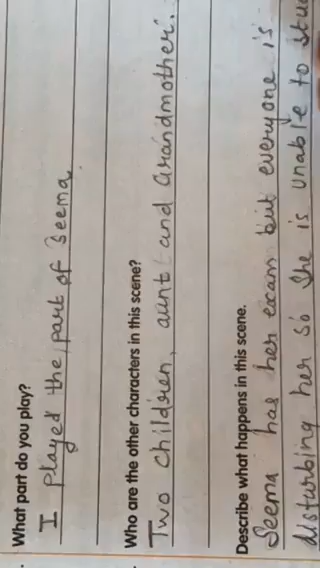 What part do you play?
I played the part of Seema.
Who are the other characters in this scene?
Two children, aunt and Grandmother.
Describe what happens in this scene.
Seema has her exam but everyone is
disturbing her so She is unable to